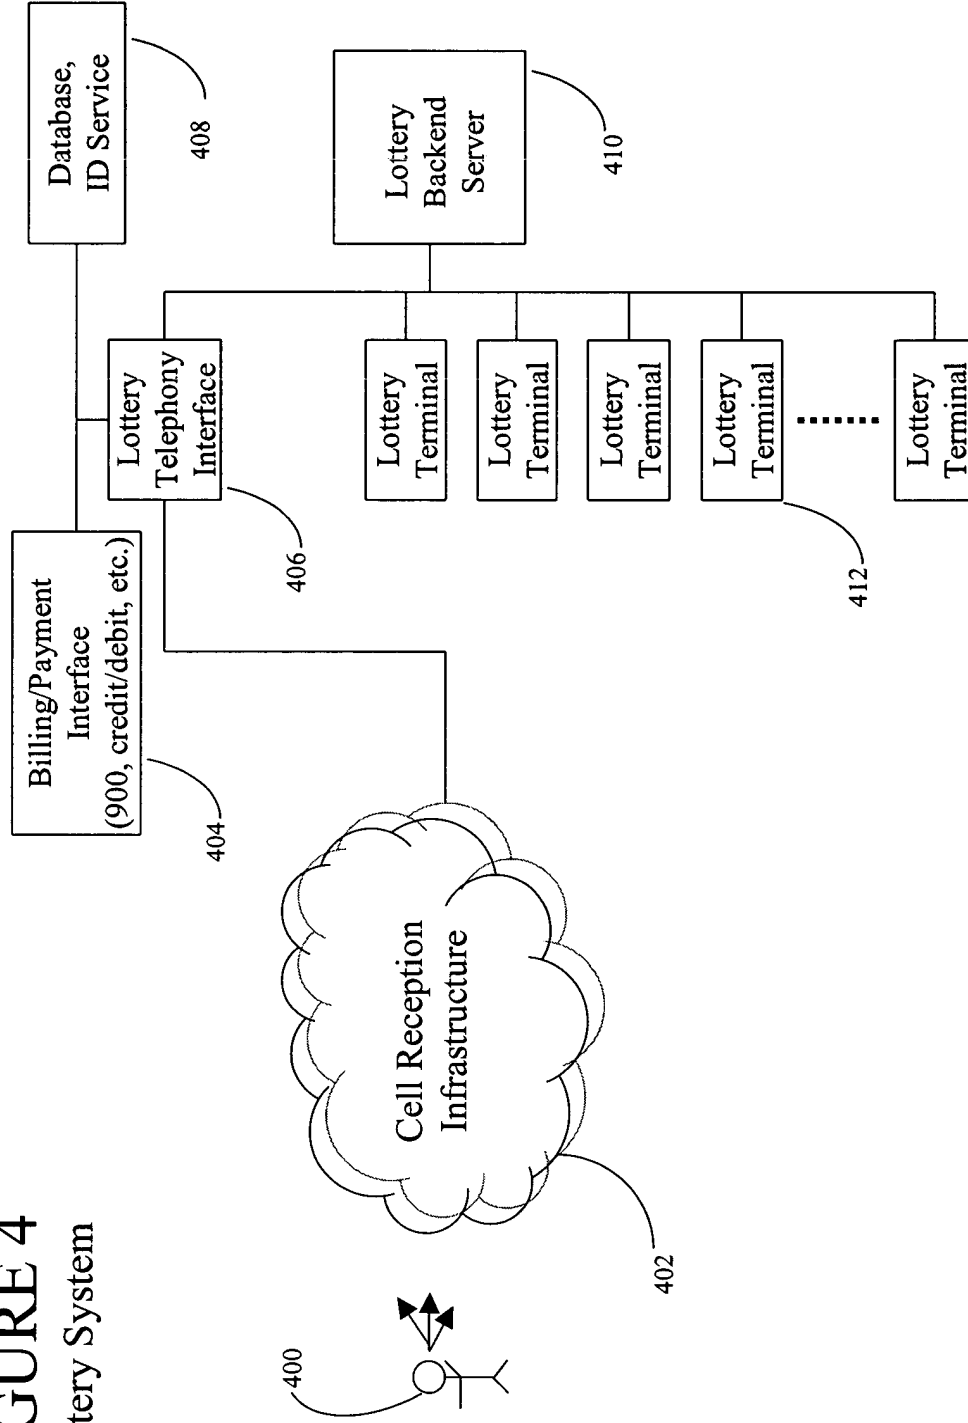 GURE 4
tery System
400
402
Cell Reception
Infrastructure
Billing/Payment
Interface
(900, credit/debit, etc.)
404
Lottery
Telephony
Interface
406
Database,
ID Service
408
Lottery
Backend
Server
410
Lottery
Terminal
Lottery
Terminal
Lottery
Terminal
Lottery
Terminal
412
Lottery
Terminal